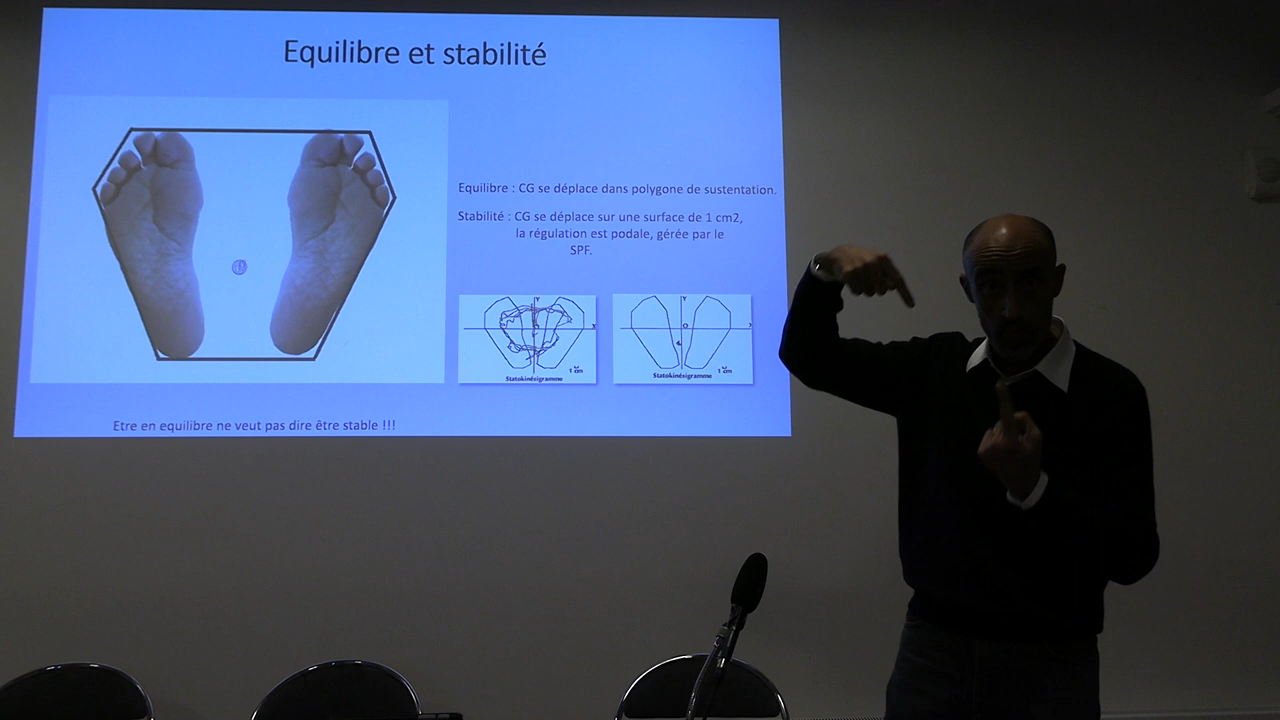 Equilibre et stabilité
Equilibre : CG se déplace dans polygone de sustentation.
Stabilité : CG se déplace sur une surface de 1 cm2,
la régulation est podale, gérée par le
SPF.
Y
X
1 cm
Statokinésigramme
Y
O
1 cm
Statokinésigramme
Etre en equilibre ne veut pas dire être stable !!!